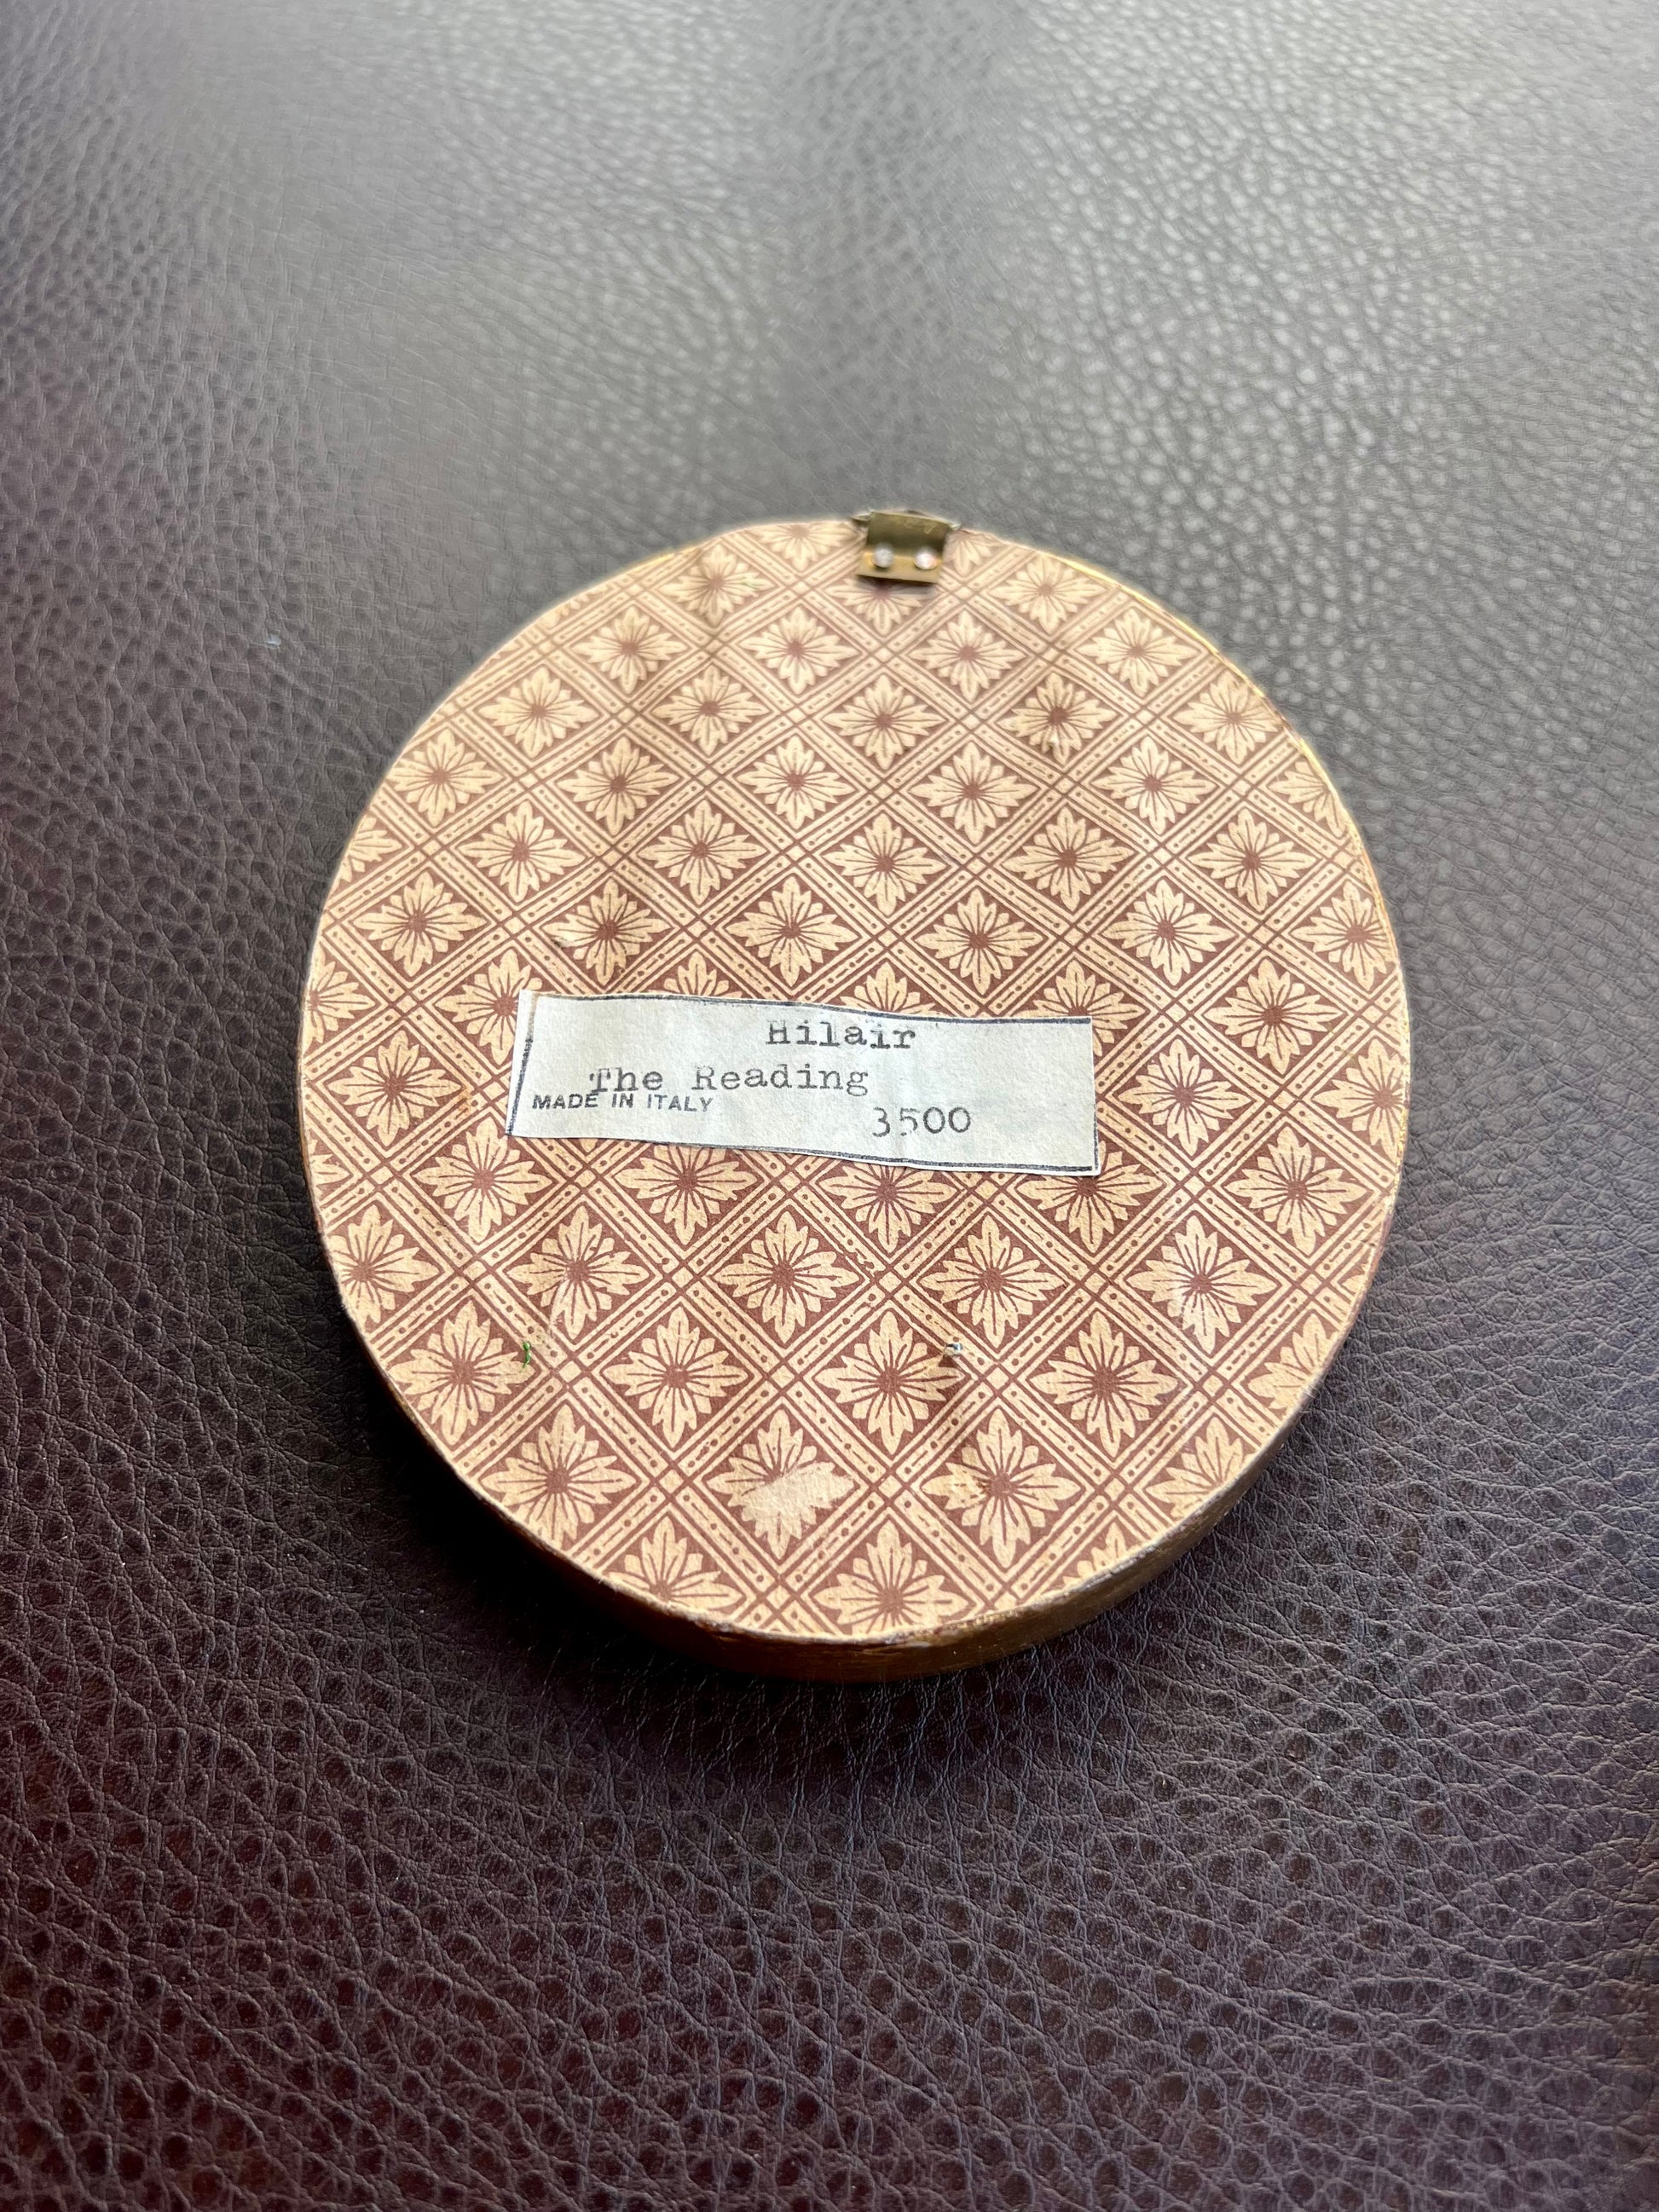 Hilair
The Reading
MADE IN ITALY
3500